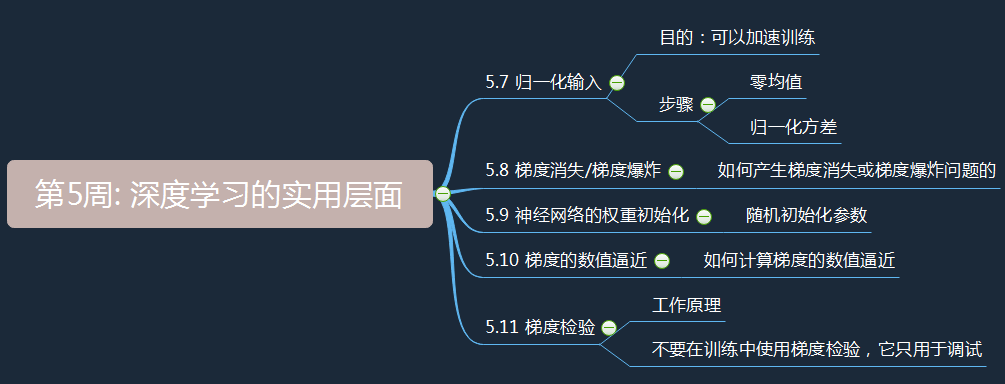 第5周: 深度学习的实用层面
5.7 归一化输入
目的：可以加速训练
步骤
零均值
归一化方差
5.8 梯度消失/梯度爆炸
如何产生梯度消失或梯度爆炸问题的
5.9 神经网络的权重初始化
随机初始化参数
5.10 梯度的数值逼近
如何计算梯度的数值逼近
5.11 梯度检验
工作原理
不要在训练中使用梯度检验，它只用于调试